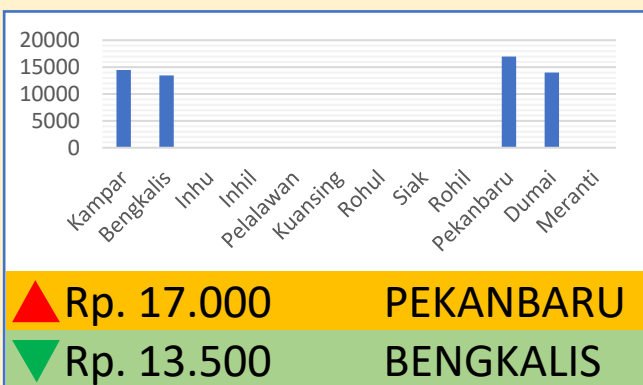 20000
15000
10000
5000
0
Kampar
Bengkalis
Inhu
Inhil
Pelalawan
Kuansing
Rohul
Siak
Rohil
Pekanbaru
Dumai
Meranti
Rp. 17.000 PEKANBARU
Rp. 13.500 BENGKALIS